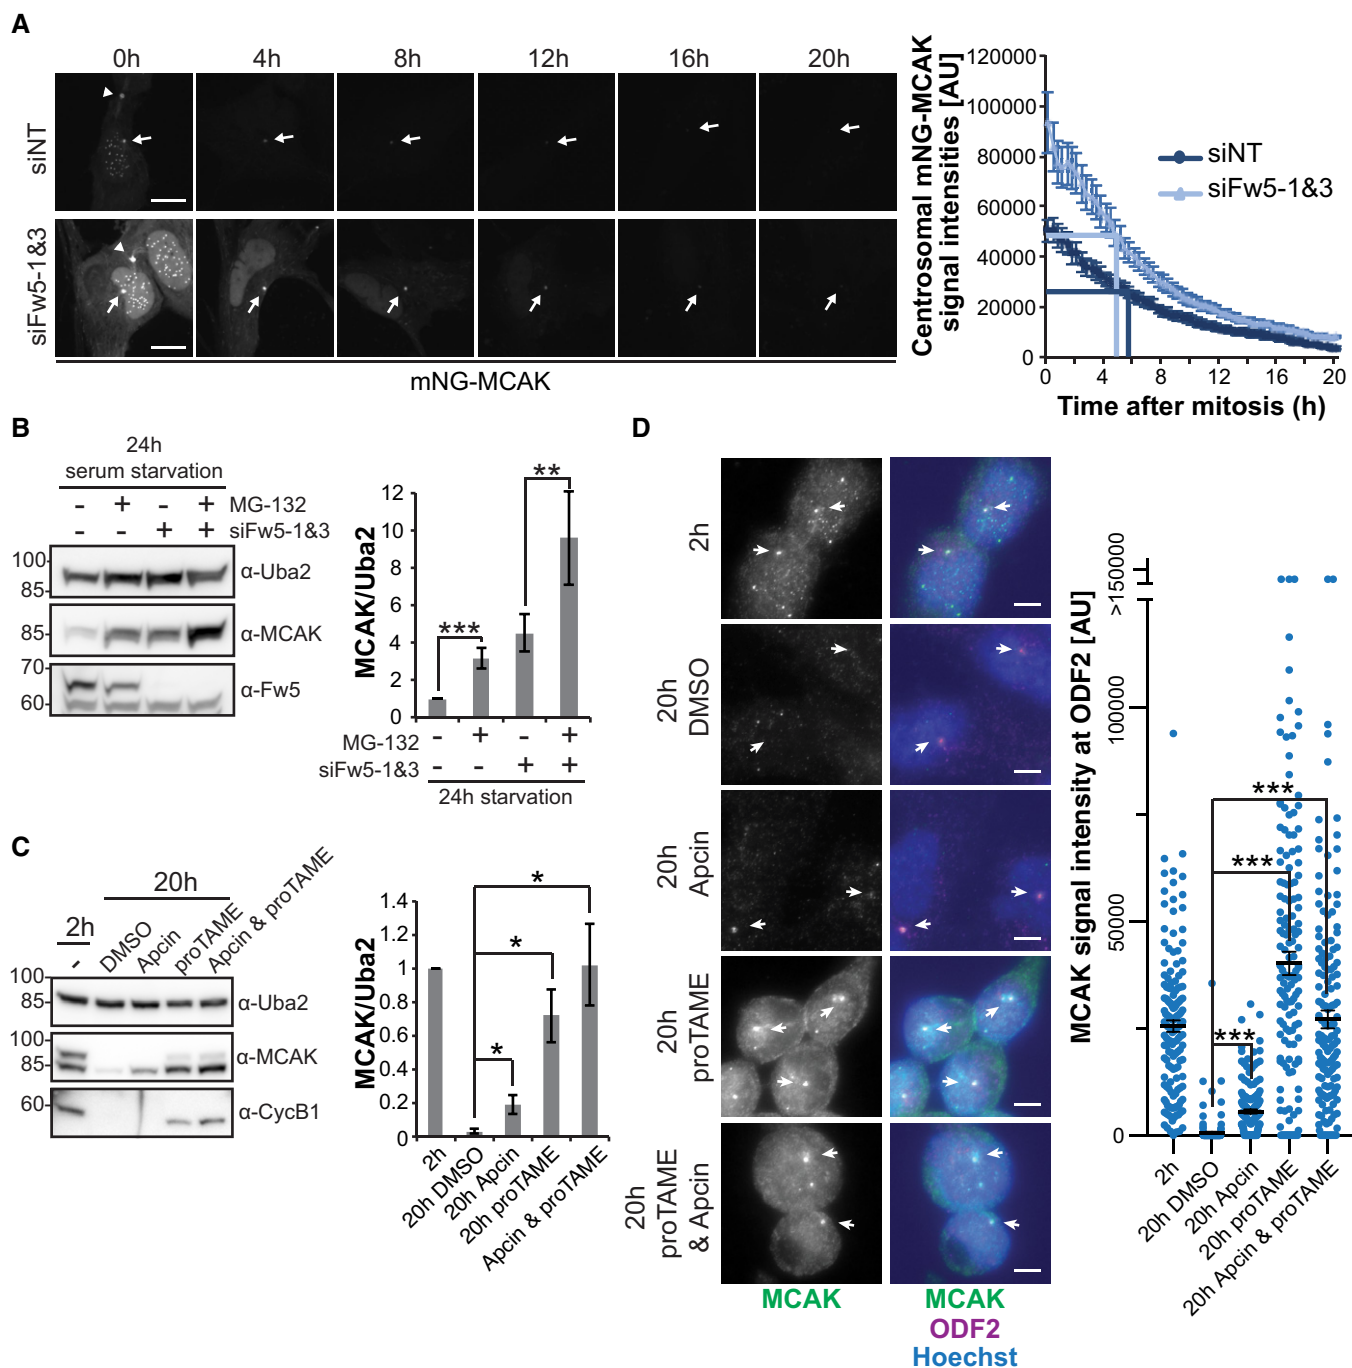 A
0h 4h 8h 12h 16h 20h
siNT
siFw5-1&3
mNG-MCAK
Centrosomal mNG-MCAK
signal intensities [AU]
120000
100000
80000
60000
40000
20000
0
siNT
siFw5-1&3
0 4 8 12 16 20
Time after mitosis (h)
B
24h
serum starvation
- + - + MG-132
- - + + siFw5-1&3
100
85
α-Uba2
85
α-MCAK
70
60
α-Fw5
MCAK/Uba2
12
10
8
6
4
2
0
***
**
MG-132 - + - +
siFw5-1&3 - - + +
24h starvation
C
2h
20h
-
DMSO
Apcin
proTAME
Apcin & proTAME
100
85
α-Uba2
100
85
α-MCAK
60
α-CycB1
MCAK/Uba2
1.4
1.2
1
0.8
0.6
0.4
0.2
0
*
*
*
2h
20h DMSO
20h Apcin
20h proTAME
Apcin & proTAME
D
2h
20h
DMSO
20h
Apcin
20h
proTAME
20h
proTAME
& Apcin
MCAK
MCAK
ODF2
Hoechst
MCAK signal intensity at ODF2 [AU]
>150000
100000
50000
0
***
***
***
2h
20h DMSO
20h Apcin
20h proTAME
20h Apcin & proTAME